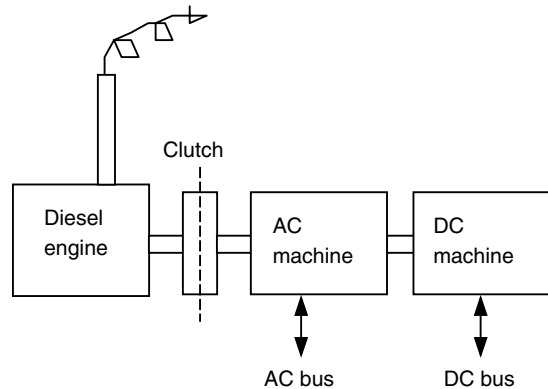 Clutch
Diesel
engine
AC
machine
DC
machine
AC bus
DC bus